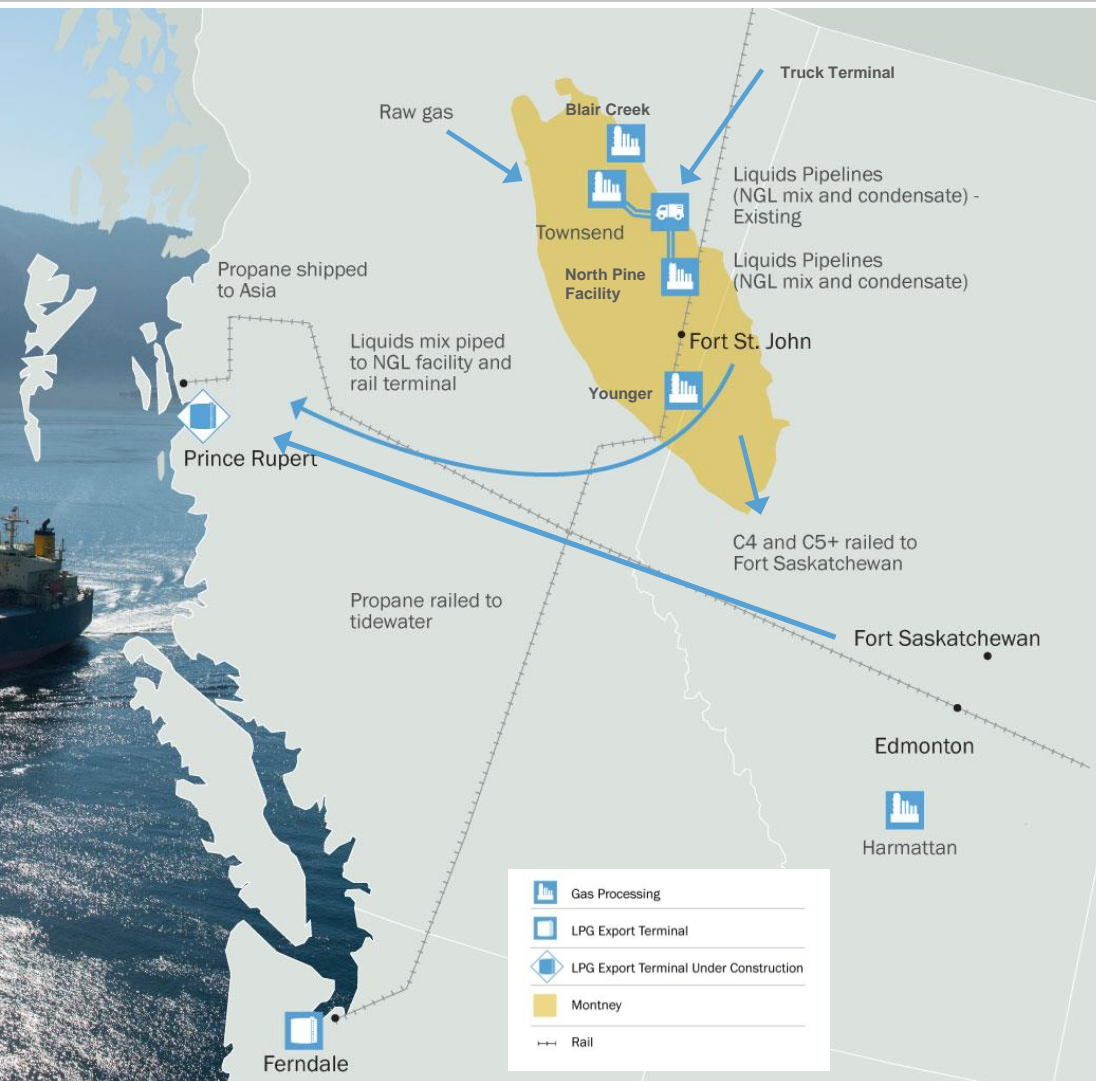 Truck Terminal
Raw gas
Blair Creek
Liquids Pipelines
(NGL mix and condensate) -
Existing
Townsend
Liquids Pipelines
(NGL mix and condensate)
North Pine
Facility
Propane shipped
to Asia
Liquids mix piped
to NGL facility and
rail terminal
Fort St. John
Younger
Prince Rupert
C4 and C5+ railed to
Fort Saskatchewan
Propane railed to
tidewater
Fort Saskatchewan
Edmonton
Harmattan
Gas Processing
LPG Export Terminal
LPG Export Terminal Under Construction
Montney
Rail
Ferndale